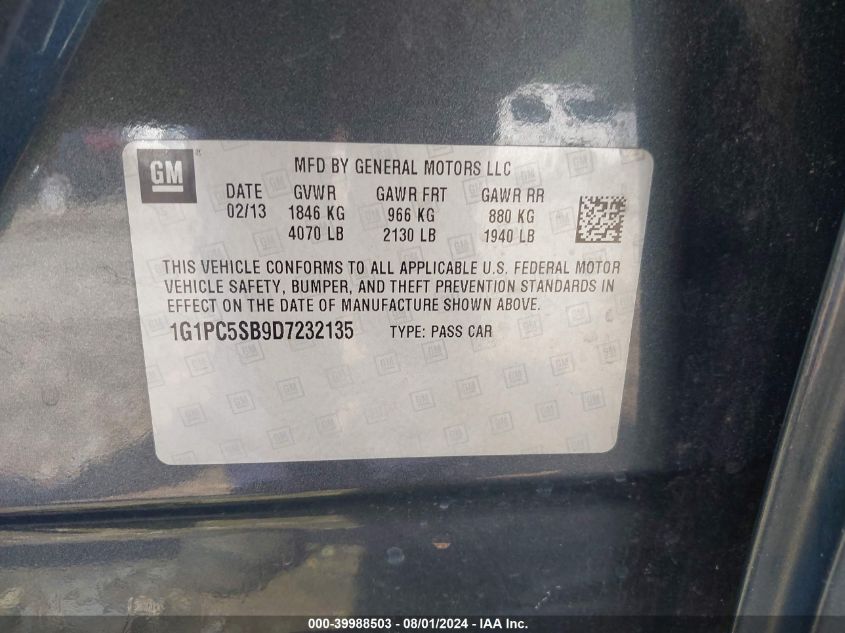 GM ®
MFD BY GENERAL MOTORS LLC
DATE GVWR GAWR FRT GAWR RR
02/13 1846 KG 966 KG 880 KG
4070 LB 2130 LB 1940 LB
THIS VEHICLE CONFORMS TO ALL APPLICABLE U.S. FEDERAL MOTOR
VEHICLE SAFETY, BUMPER, AND THEFT PREVENTION STANDARDS IN
EFFECT ON THE DATE OF MANUFACTURE SHOWN ABOVE.
1G1PC5SB9D7232135 TYPE: PASS CAR
000-39988503 - 08/01/2024 - IAA Inc.